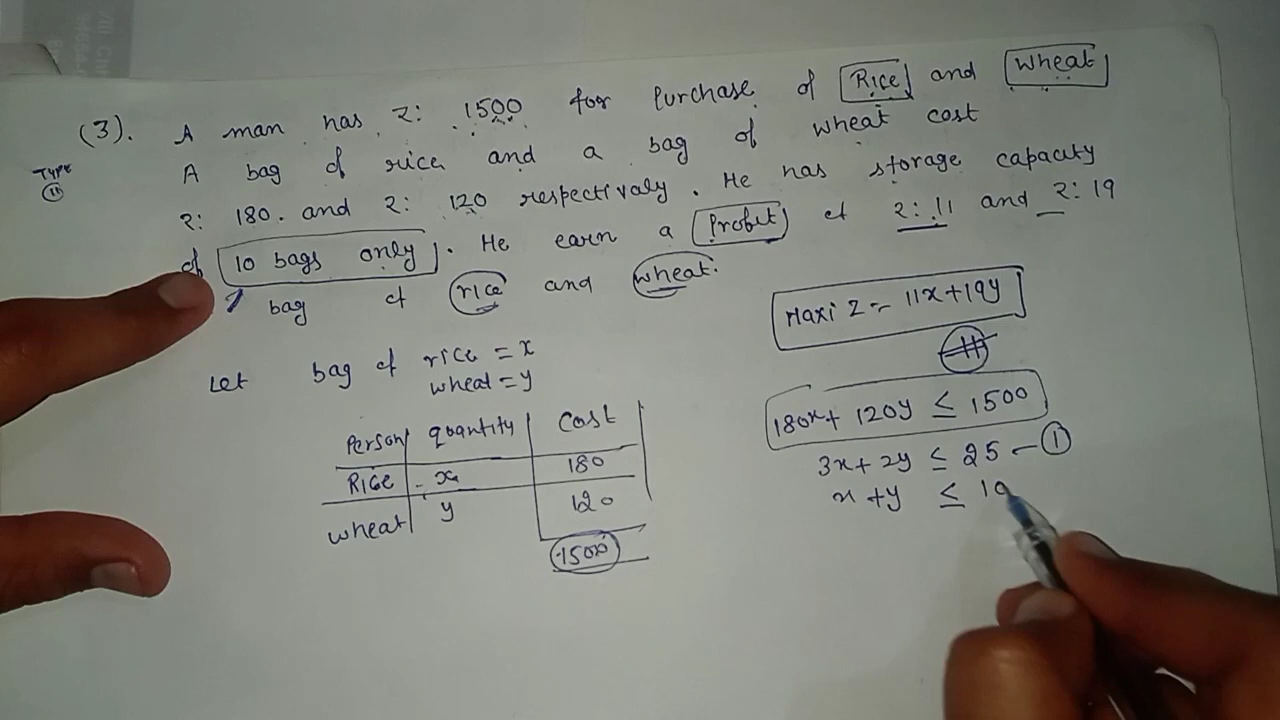 (3). A man has R: 1500 for Purchase of Rice and wheat
TYPE
11
A bag of rice and a bag of wheat cost
R: 180. and R: 120 respectivaly. He has storage capacity
of 10 bags only. He earn a Profit of R: 11 and R: 19
bag of rice and wheat.
Maxi Z = 11x+19y
Let bag of rice = x
wheat = y
180x + 120y ≤ 1500
Person quantity Cost
3x + 2y ≤ 25 - 1
Rice x 180
x + y ≤ 10
wheat y 120
1500